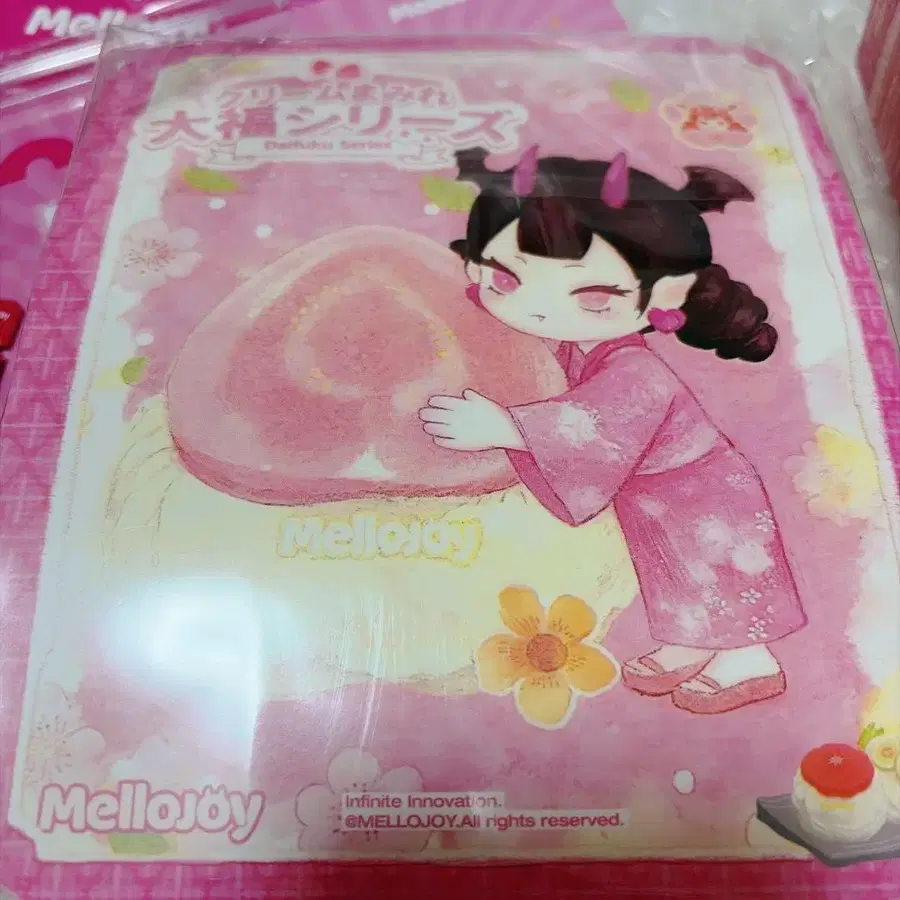 Mellojoy
クリームまみれ
大福シリーズ
Daifuku Series
MelloJoy
MelloJoy
Infinite Innovation.
@MELLOJOY.All rights reserved.